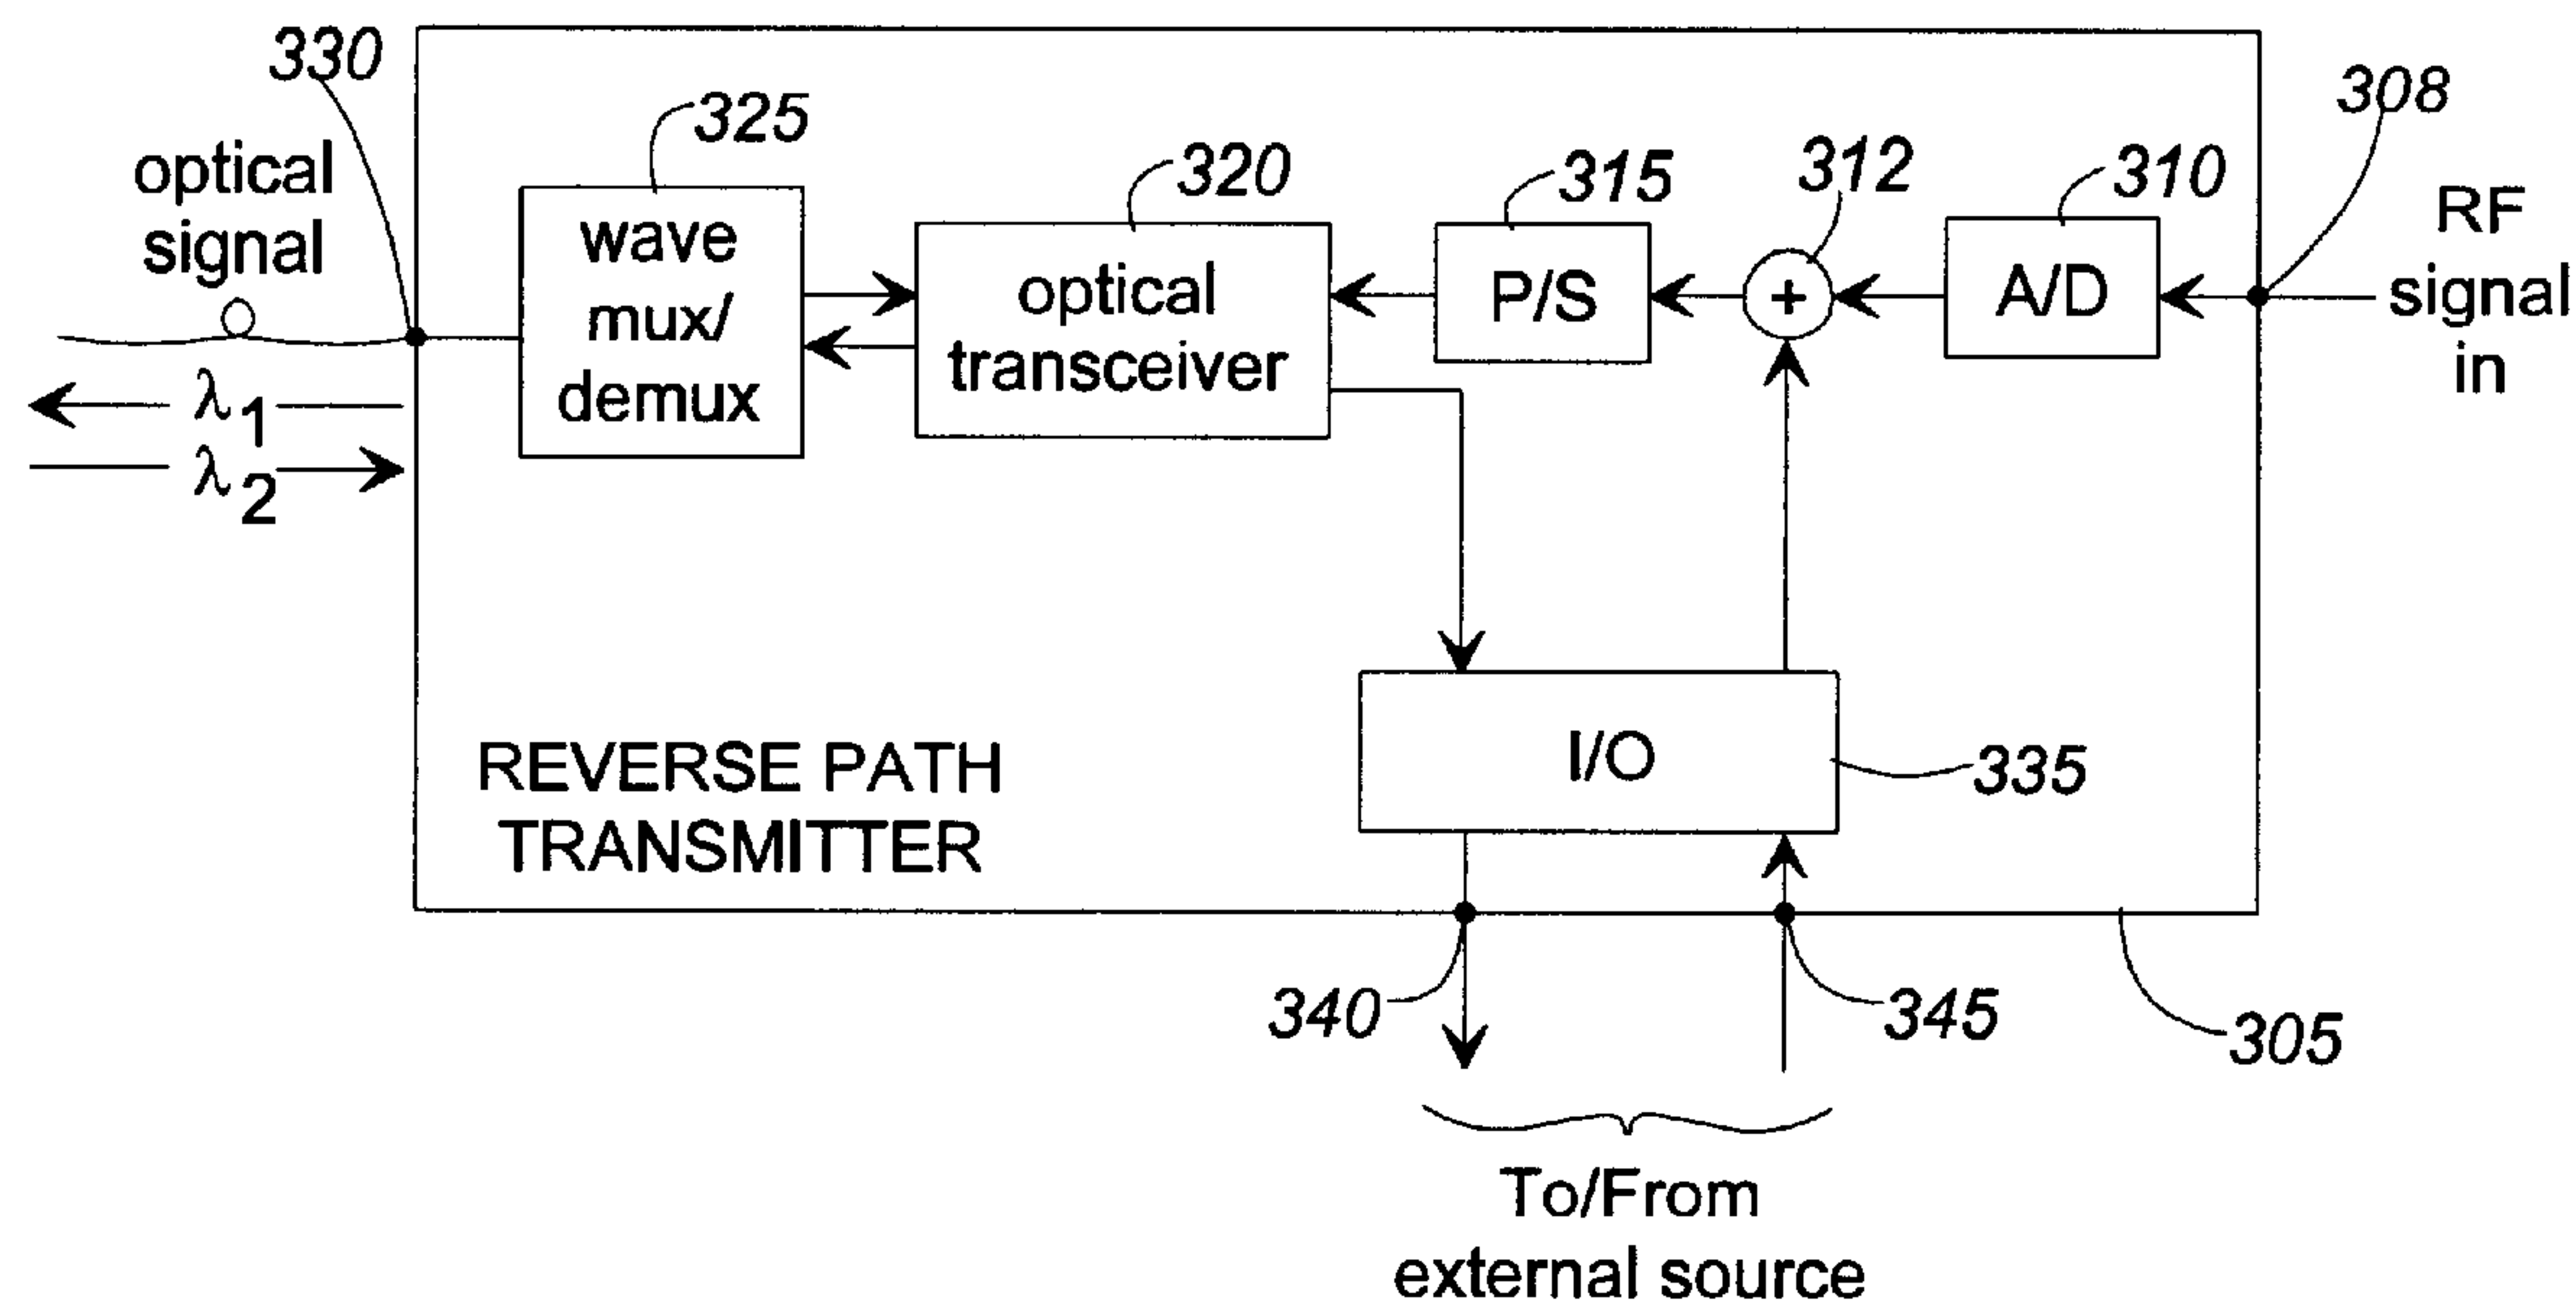 330
308
325
320
315
312
310
optical
signal
wave
mux/
demux
optical
transceiver
P/S
+
A/D
RF
signal
in
λ1
λ2
I/O
335
REVERSE PATH
TRANSMITTER
340
345
305
To/From
external source